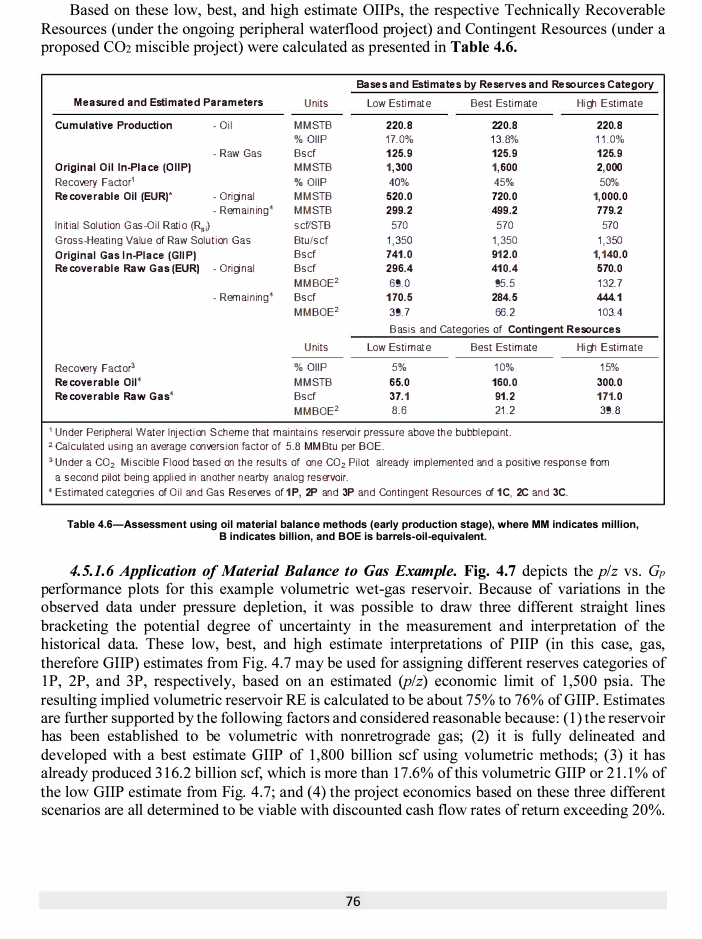 Based on these low, best, and high estimate OIIPs, the respective Technically Recoverable
Resources (under the ongoing peripheral waterflood project) and Contingent Resources (under a
proposed CO2 miscible project) were calculated as presented in Table 4.6.
Bases and Estimates by Reserves and Resources Category
Measured and Estimated Parameters Units Low Estimate Best Estimate High Estimate
Cumulative Production - Oil MMSTB 220.8 220.8 220.8
% OIIP 17.0% 13.8% 11.0%
- Raw Gas Bscf 125.9 125.9 125.9
Original Oil In-Place (OIIP) MMSTB 1,300 1,600 2,000
Recovery Factor1 % OIIP 40% 45% 50%
Recoverable Oil (EUR)* - Original MMSTB 520.0 720.0 1,000.0
- Remaining4 MMSTB 299.2 499.2 779.2
Initial Solution Gas-Oil Ratio (Rsi) scf/STB 570 570 570
Gross-Heating Value of Raw Solution Gas Btu/scf 1,350 1,350 1,350
Original Gas In-Place (GIIP) Bscf 741.0 912.0 1,140.0
Recoverable Raw Gas (EUR) - Original Bscf 296.4 410.4 570.0
MMBOE2 69.0 95.5 132.7
- Remaining4 Bscf 170.5 284.5 444.1
MMBOE2 39.7 66.2 103.4
Basis and Categories of Contingent Resources
Units Low Estimate Best Estimate High Estimate
Recovery Factor3 % OIIP 5% 10% 15%
Recoverable Oil4 MMSTB 65.0 160.0 300.0
Recoverable Raw Gas4 Bscf 37.1 91.2 171.0
MMBOE2 8.6 21.2 39.8
1 Under Peripheral Water Injection Scheme that maintains reservoir pressure above the bubblepoint.
2 Calculated using an average conversion factor of 5.8 MMBtu per BOE.
3 Under a CO2 Miscible Flood based on the results of one CO2 Pilot already implemented and a positive response from
a second pilot being applied in another nearby analog reservoir.
4 Estimated categories of Oil and Gas Reserves of 1P, 2P and 3P and Contingent Resources of 1C, 2C and 3C.
Table 4.6—Assessment using oil material balance methods (early production stage), where MM indicates million,
B indicates billion, and BOE is barrels-oil-equivalent.
4.5.1.6 Application of Material Balance to Gas Example. Fig. 4.7 depicts the p/z vs. Gp
performance plots for this example volumetric wet-gas reservoir. Because of variations in the
observed data under pressure depletion, it was possible to draw three different straight lines
bracketing the potential degree of uncertainty in the measurement and interpretation of the
historical data. These low, best, and high estimate interpretations of PIIP (in this case, gas,
therefore GIIP) estimates from Fig. 4.7 may be used for assigning different reserves categories of
1P, 2P, and 3P, respectively, based on an estimated (p/z) economic limit of 1,500 psia. The
resulting implied volumetric reservoir RE is calculated to be about 75% to 76% of GIIP. Estimates
are further supported by the following factors and considered reasonable because: (1) the reservoir
has been established to be volumetric with nonretrograde gas; (2) it is fully delineated and
developed with a best estimate GIIP of 1,800 billion scf using volumetric methods; (3) it has
already produced 316.2 billion scf, which is more than 17.6% of this volumetric GIIP or 21.1% of
the low GIIP estimate from Fig. 4.7; and (4) the project economics based on these three different
scenarios are all determined to be viable with discounted cash flow rates of return exceeding 20%.
76